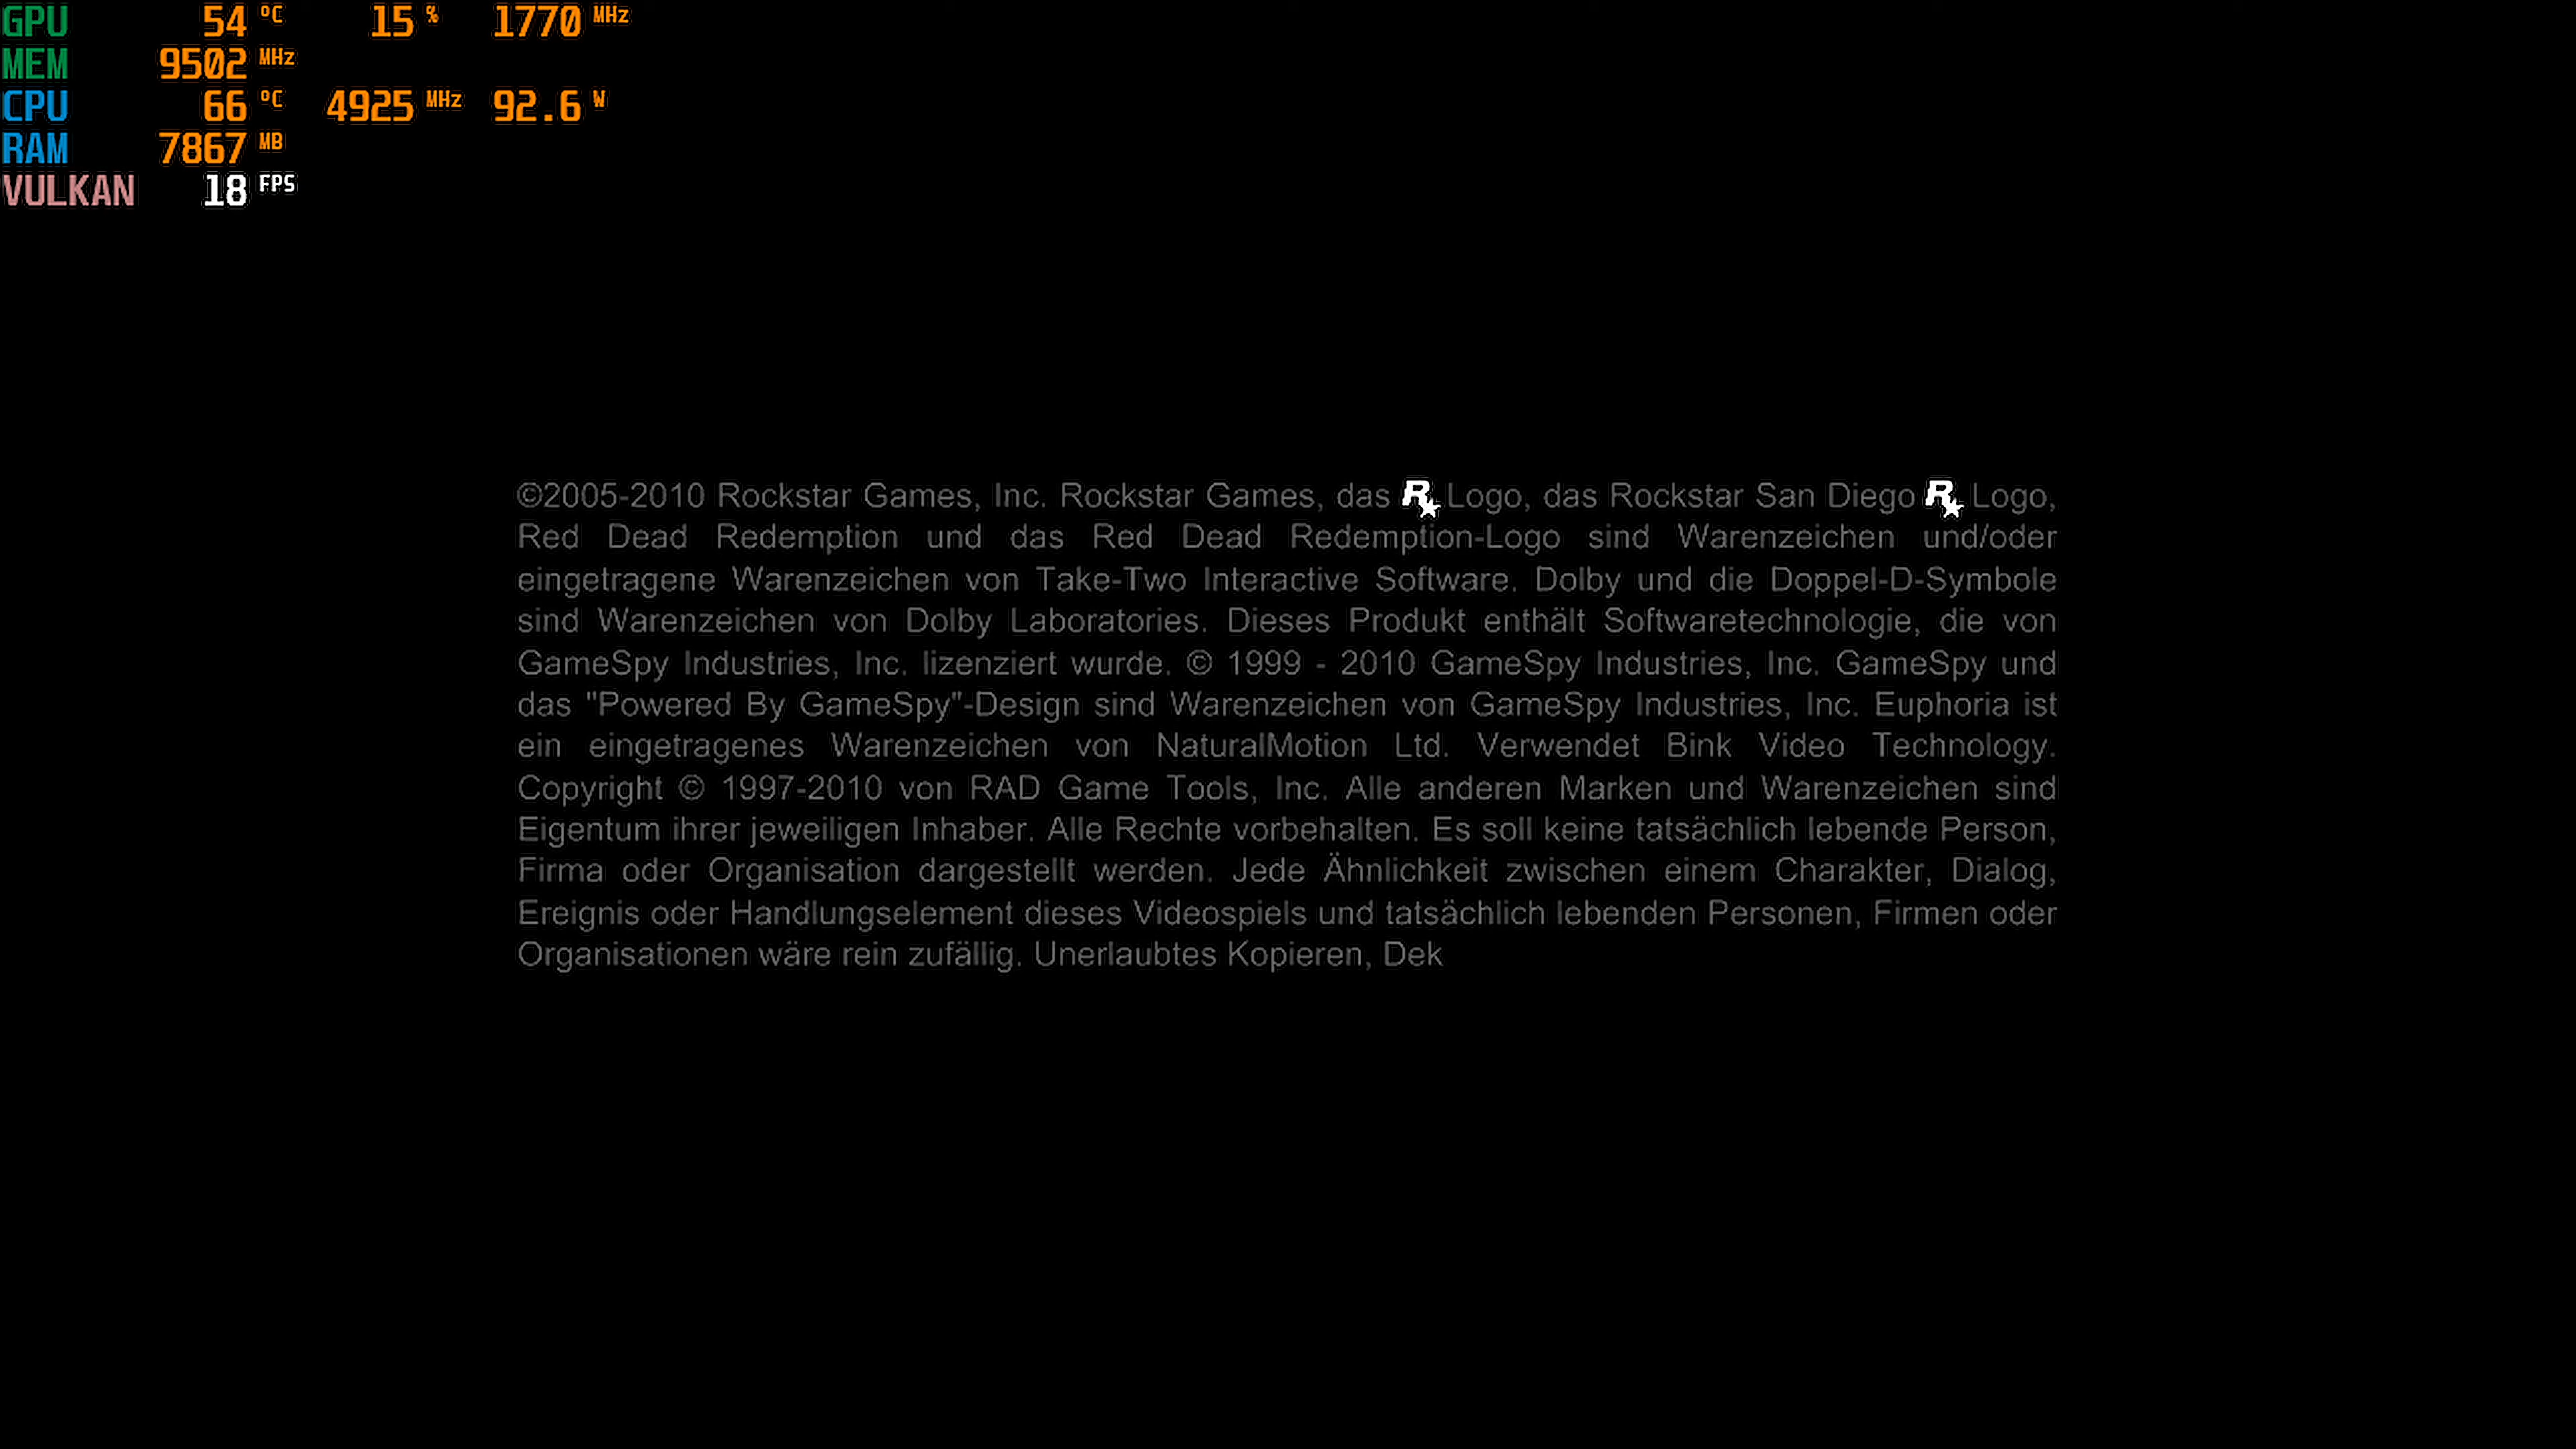 GPU 54 °C 15 % 1770 MHz
MEM 9502 MHz
CPU 66 °C 4925 MHz 92.6 W
RAM 7867 MB
VULKAN 18 FPS
©2005-2010 Rockstar Games, Inc. Rockstar Games, das R Logo, das Rockstar San Diego R Logo,
Red Dead Redemption und das Red Dead Redemption-Logo sind Warenzeichen und/oder
eingetragene Warenzeichen von Take-Two Interactive Software. Dolby und die Doppel-D-Symbole
sind Warenzeichen von Dolby Laboratories. Dieses Produkt enthält Softwaretechnologie, die von
GameSpy Industries, Inc. lizenziert wurde. © 1999 - 2010 GameSpy Industries, Inc. GameSpy und
das "Powered By GameSpy"-Design sind Warenzeichen von GameSpy Industries, Inc. Euphoria ist
ein eingetragenes Warenzeichen von NaturalMotion Ltd. Verwendet Bink Video Technology.
Copyright © 1997-2010 von RAD Game Tools, Inc. Alle anderen Marken und Warenzeichen sind
Eigentum ihrer jeweiligen Inhaber. Alle Rechte vorbehalten. Es soll keine tatsächlich lebende Person,
Firma oder Organisation dargestellt werden. Jede Ähnlichkeit zwischen einem Charakter, Dialog,
Ereignis oder Handlungselement dieses Videospiels und tatsächlich lebenden Personen, Firmen oder
Organisationen wäre rein zufällig. Unerlaubtes Kopieren, Dek